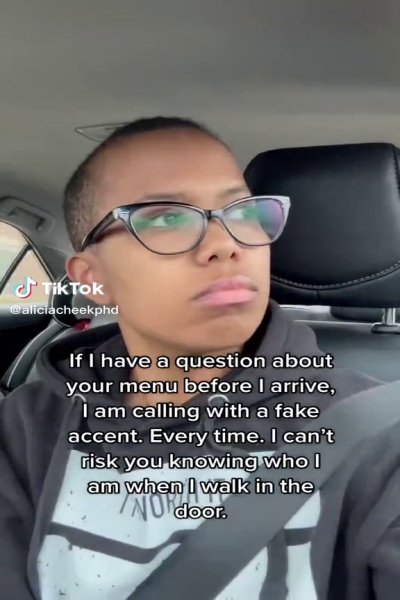 TikTok
@aliciacheekphd
If I have a question about
your menu before I arrive,
I am calling with a fake
accent. Every time. I can't
risk you knowing who I
am when I walk in the
door.